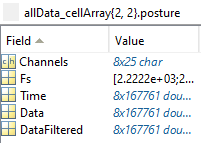 allData_cellArray{2, 2}.posture
Field Value
Channels 8x25 char
Fs [2.2222e+03;2...
Time 8x167761 dou...
Data 8x167761 dou...
DataFiltered 8x167761 dou...